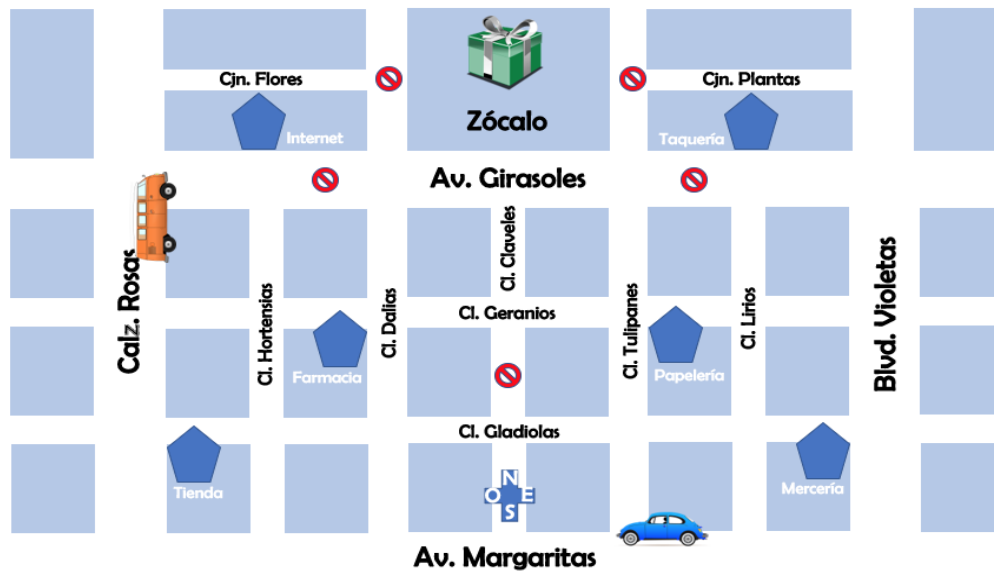 Cjn. Flores
Cjn. Plantas
Zócalo
Internet
Taquería
Av. Girasoles
Calz. Rosas
Cl. Hortensias
Cl. Dalias
Cl. Claveles
Cl. Geranios
Cl. Tulipanes
Cl. Lirios
Blvd. Violetas
Farmacia
Papelería
Cl. Gladiolas
Tienda
Mercería
N
O E
S
Av. Margaritas